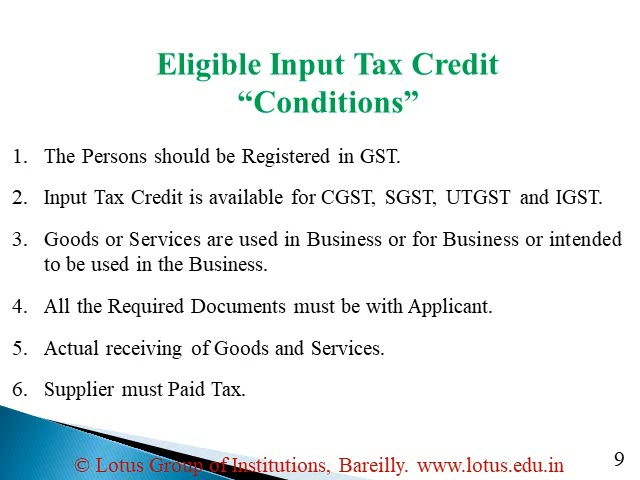 Eligible Input Tax Credit
“Conditions”
1. The Persons should be Registered in GST.
2. Input Tax Credit is available for CGST, SGST, UTGST and IGST.
3. Goods or Services are used in Business or for Business or intended
to be used in the Business.
4. All the Required Documents must be with Applicant.
5. Actual receiving of Goods and Services.
6. Supplier must Paid Tax.
© Lotus Group of Institutions, Bareilly. www.lotus.edu.in
9